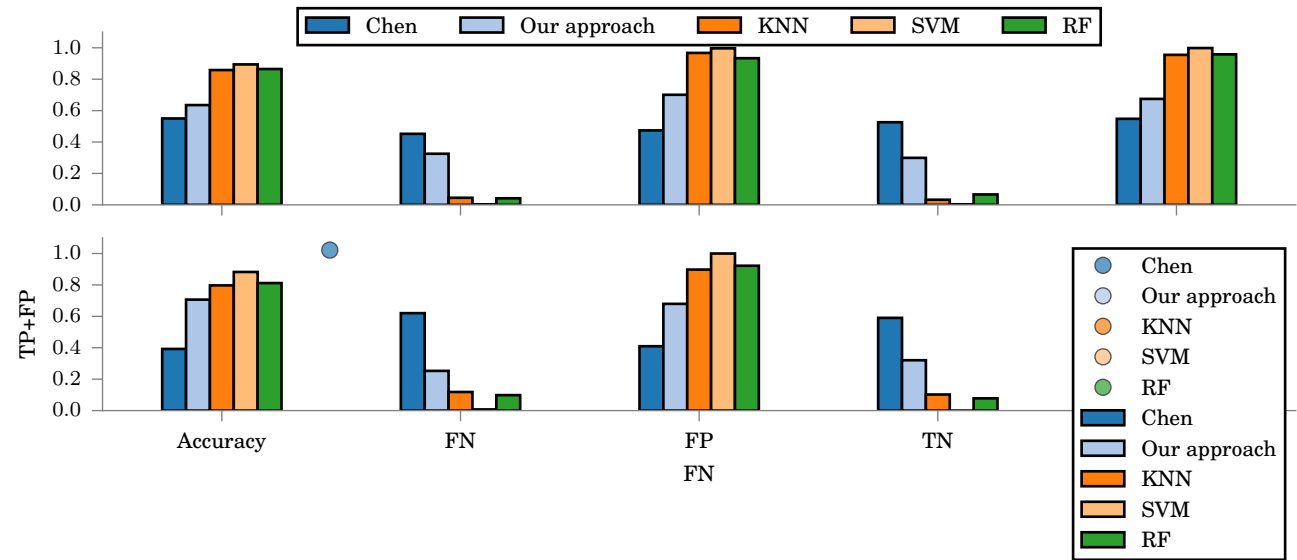 Chen Our approach KNN SVM RF
1.0
0.8
0.6
0.4
0.2
0.0
TP+FP
1.0
0.8
0.6
0.4
0.2
0.0
Accuracy FN FP TN
FN
Chen
Our approach
KNN
SVM
RF
Chen
Our approach
KNN
SVM
RF